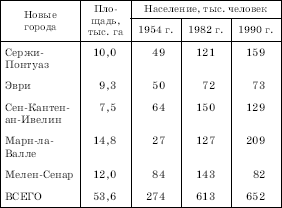 Новые города | Пло-щадь, тыс. га | Население, тыс. человек
1954 г. | 1982 г. | 1990 г.
Сержи-Понтуаз | 10,0 | 49 | 121 | 159
Эври | 9,3 | 50 | 72 | 73
Сен-Кантен-ан-Ивелин | 7,5 | 64 | 150 | 129
Марн-ла-Валле | 14,8 | 27 | 127 | 209
Мелен-Сенар | 12,0 | 84 | 143 | 82
ВСЕГО | 53,6 | 274 | 613 | 652